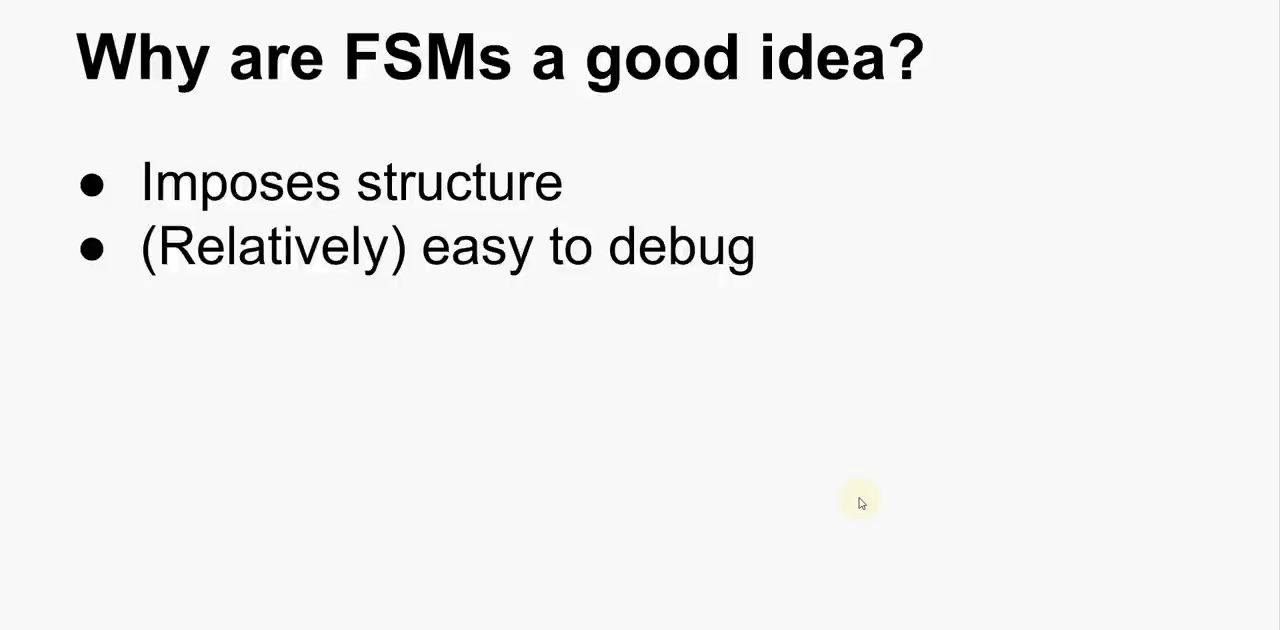 Why are FSMs a good idea?
● Imposes structure
● (Relatively) easy to debug